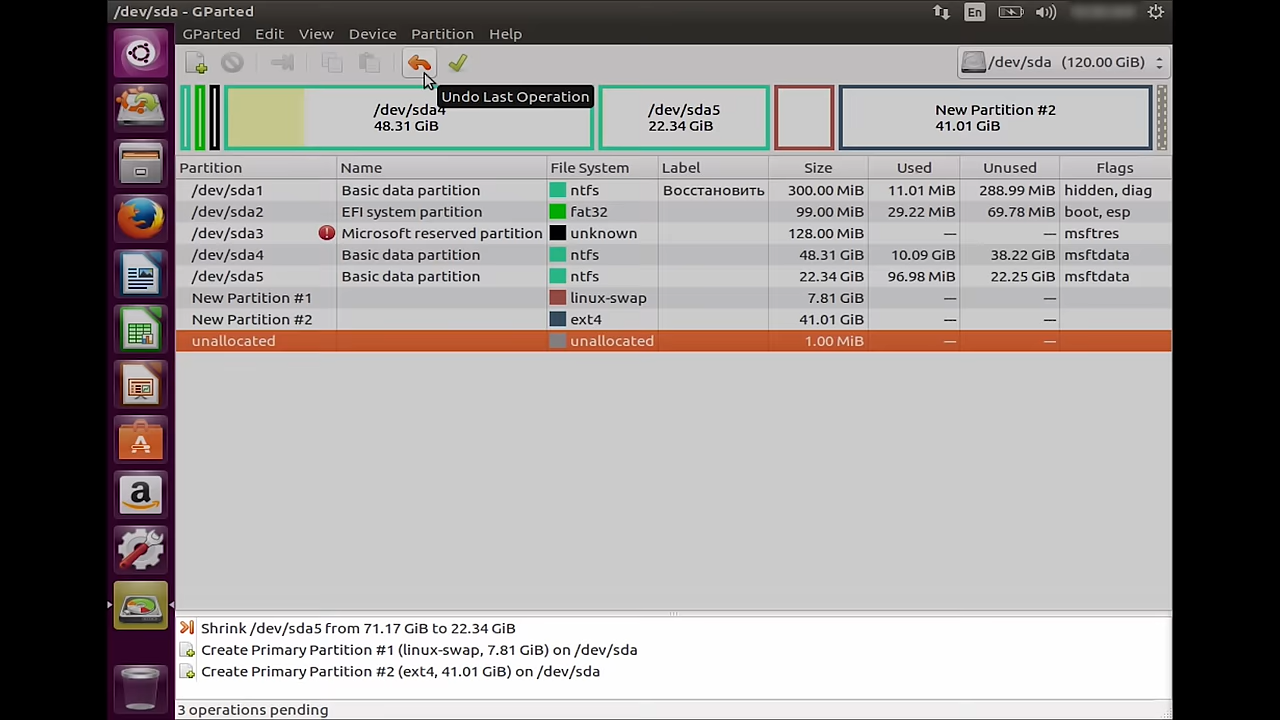 /dev/sda - GParted
En
GParted Edit View Device Partition Help
/dev/sda (120.00 GiB)
Undo Last Operation
/dev/sda4
48.31 GiB
/dev/sda5
22.34 GiB
New Partition #2
41.01 GiB
Partition Name File System Label Size Used Unused Flags
/dev/sda1 Basic data partition ntfs Восстановить 300.00 MiB 11.01 MiB 288.99 MiB hidden, diag
/dev/sda2 EFI system partition fat32 99.00 MiB 29.22 MiB 69.78 MiB boot, esp
/dev/sda3 Microsoft reserved partition unknown 128.00 MiB — — msftres
/dev/sda4 Basic data partition ntfs 48.31 GiB 10.09 GiB 38.22 GiB msftdata
/dev/sda5 Basic data partition ntfs 22.34 GiB 96.98 MiB 22.25 GiB msftdata
New Partition #1 linux-swap 7.81 GiB — —
New Partition #2 ext4 41.01 GiB — —
unallocated unallocated 1.00 MiB — —
Shrink /dev/sda5 from 71.17 GiB to 22.34 GiB
Create Primary Partition #1 (linux-swap, 7.81 GiB) on /dev/sda
Create Primary Partition #2 (ext4, 41.01 GiB) on /dev/sda
3 operations pending